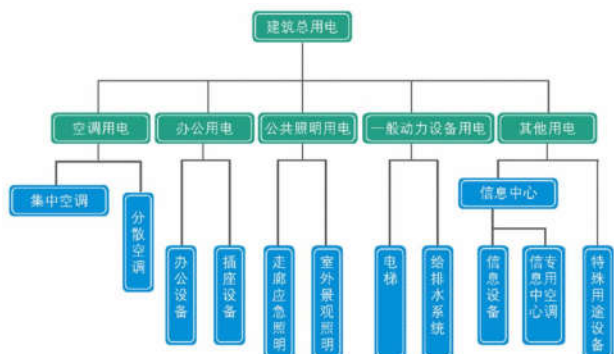 建筑总用电
空调用电
办公用电
公共照明用电
一般动力设备用电
其他用电
集中空调
分散空调
信息中心
办公设备
插座设备
走廊应急照明
室外景观照明
电梯
给排水系统
信息设备
信息中心
专用空调
特殊用途设备